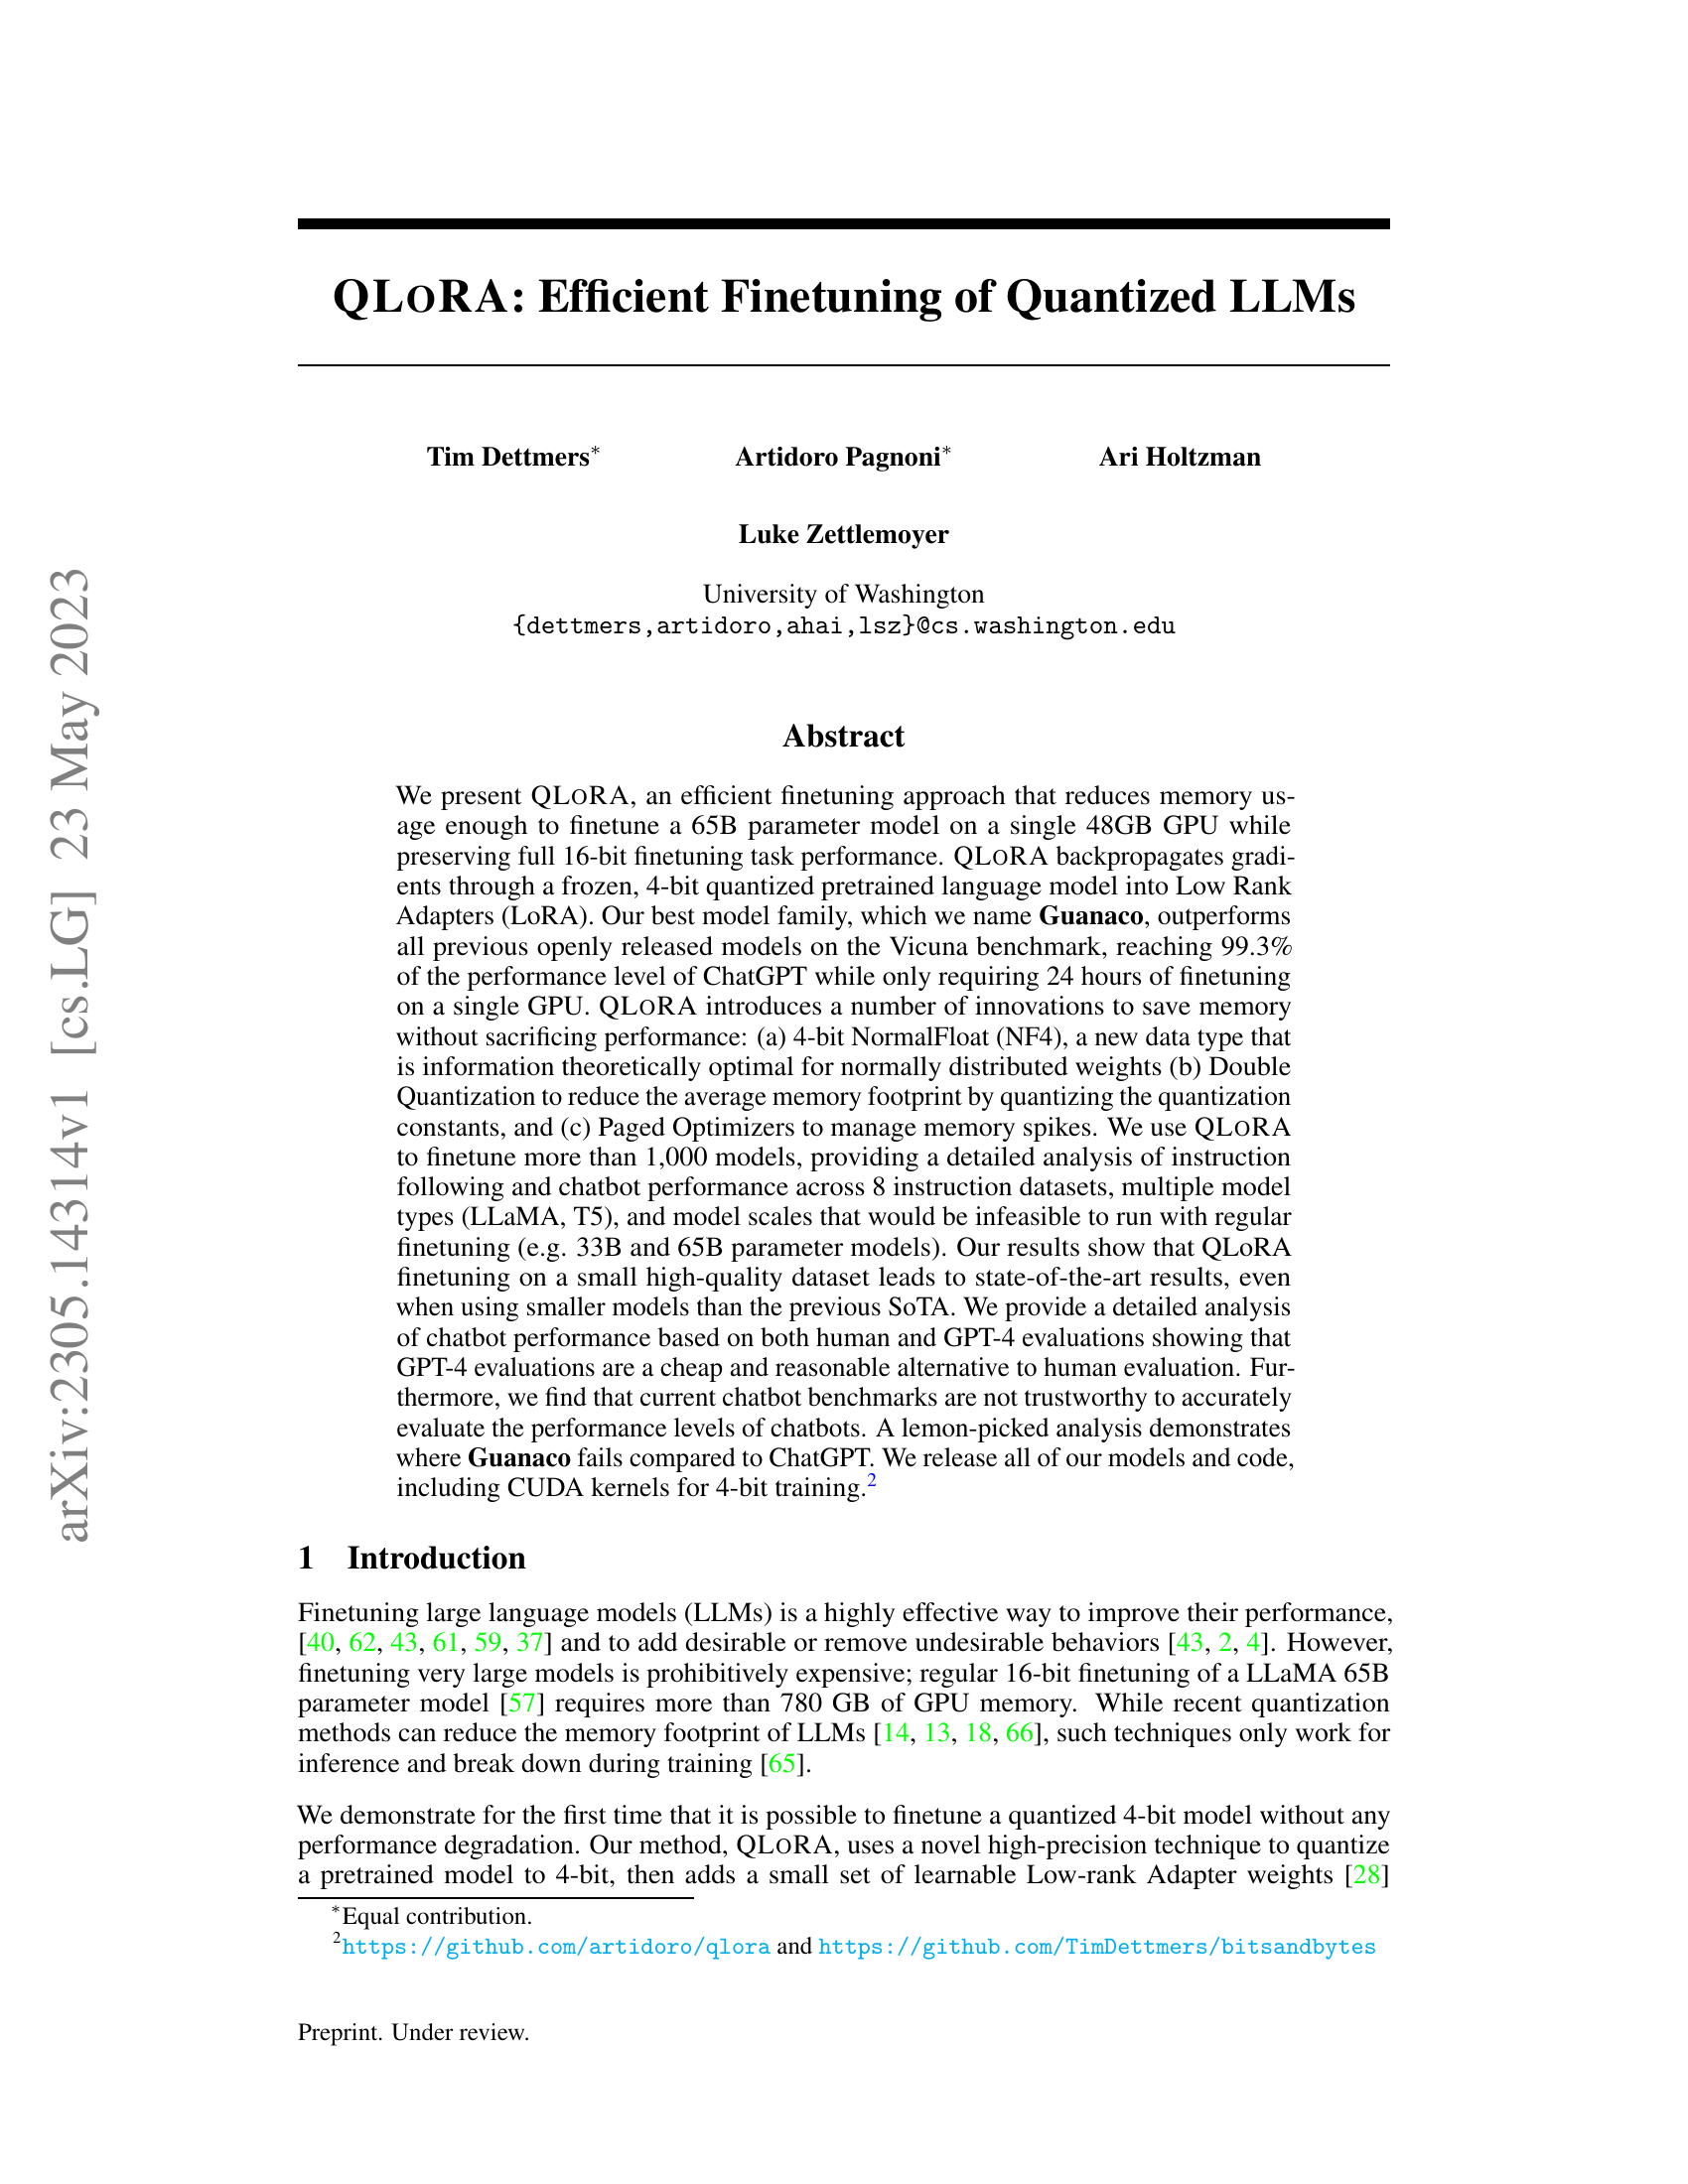 arXiv:2305.14314v1 [cs.LG] 23 May 2023
QLoRA: Efficient Finetuning of Quantized LLMs
Tim Dettmers* Artidoro Pagnoni* Ari Holtzman
Luke Zettlemoyer
University of Washington
{dettmers,artidoro,ahai,lsz}@cs.washington.edu
Abstract
We present QLoRA, an efficient finetuning approach that reduces memory us-
age enough to finetune a 65B parameter model on a single 48GB GPU while
preserving full 16-bit finetuning task performance. QLoRA backpropagates gradi-
ents through a frozen, 4-bit quantized pretrained language model into Low Rank
Adapters (LoRA). Our best model family, which we name Guanaco, outperforms
all previous openly released models on the Vicuna benchmark, reaching 99.3%
of the performance level of ChatGPT while only requiring 24 hours of finetuning
on a single GPU. QLoRA introduces a number of innovations to save memory
without sacrificing performance: (a) 4-bit NormalFloat (NF4), a new data type that
is information theoretically optimal for normally distributed weights (b) Double
Quantization to reduce the average memory footprint by quantizing the quantization
constants, and (c) Paged Optimizers to manage memory spikes. We use QLoRA
to finetune more than 1,000 models, providing a detailed analysis of instruction
following and chatbot performance across 8 instruction datasets, multiple model
types (LLaMA, T5), and model scales that would be infeasible to run with regular
finetuning (e.g. 33B and 65B parameter models). Our results show that QLoRA
finetuning on a small high-quality dataset leads to state-of-the-art results, even
when using smaller models than the previous SoTA. We provide a detailed analysis
of chatbot performance based on both human and GPT-4 evaluations showing that
GPT-4 evaluations are a cheap and reasonable alternative to human evaluation. Fur-
thermore, we find that current chatbot benchmarks are not trustworthy to accurately
evaluate the performance levels of chatbots. A lemon-picked analysis demonstrates
where Guanaco fails compared to ChatGPT. We release all of our models and code,
including CUDA kernels for 4-bit training.2
1 Introduction
Finetuning large language models (LLMs) is a highly effective way to improve their performance,
[40, 62, 43, 61, 59, 37] and to add desirable or remove undesirable behaviors [43, 2, 4]. However,
finetuning very large models is prohibitively expensive; regular 16-bit finetuning of a LLaMA 65B
parameter model [57] requires more than 780 GB of GPU memory. While recent quantization
methods can reduce the memory footprint of LLMs [14, 13, 18, 66], such techniques only work for
inference and break down during training [65].
We demonstrate for the first time that it is possible to finetune a quantized 4-bit model without any
performance degradation. Our method, QLoRA, uses a novel high-precision technique to quantize
a pretrained model to 4-bit, then adds a small set of learnable Low-rank Adapter weights [28]
*Equal contribution.
2https://github.com/artidoro/qlora and https://github.com/TimDettmers/bitsandbytes
Preprint. Under review.